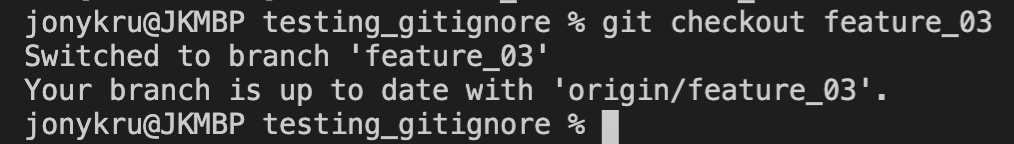 jonykru@JKMBP testing_gitignore % git checkout feature_03
Switched to branch 'feature_03'
Your branch is up to date with 'origin/feature_03'.
jonykru@JKMBP testing_gitignore %